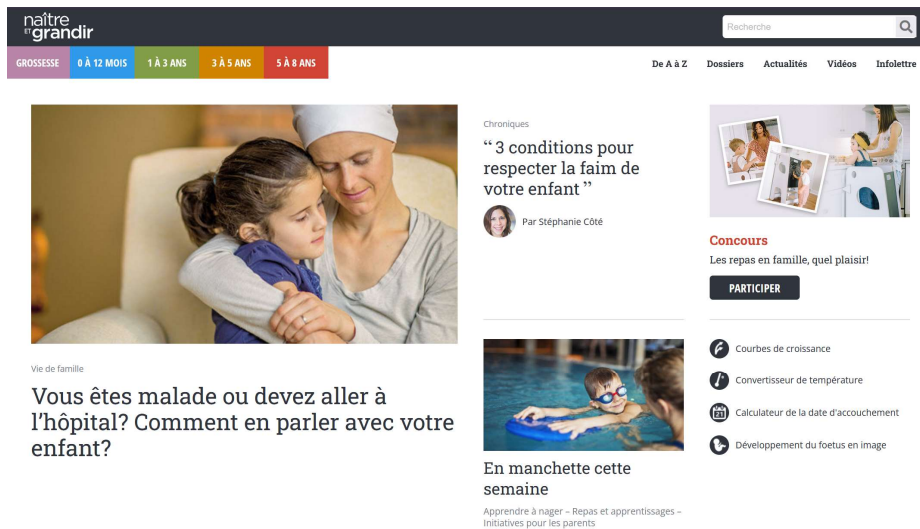 naître
ET grandir
Recherche
GROSSESSE
0 À 12 MOIS
1 À 3 ANS
3 À 5 ANS
5 À 8 ANS
De A à Z
Dossiers
Actualités
Vidéos
Infolettre
Vie de famille
Vous êtes malade ou devez aller à
l’hôpital? Comment en parler avec votre
enfant?
Chroniques
“ 3 conditions pour
respecter la faim de
votre enfant ”
Par Stéphanie Côté
En manchette cette
semaine
Apprendre à nager – Repas et apprentissages –
Initiatives pour les parents
Concours
Les repas en famille, quel plaisir!
PARTICIPER
Courbes de croissance
Convertisseur de température
21
Calculateur de la date d'accouchement
Développement du foetus en image